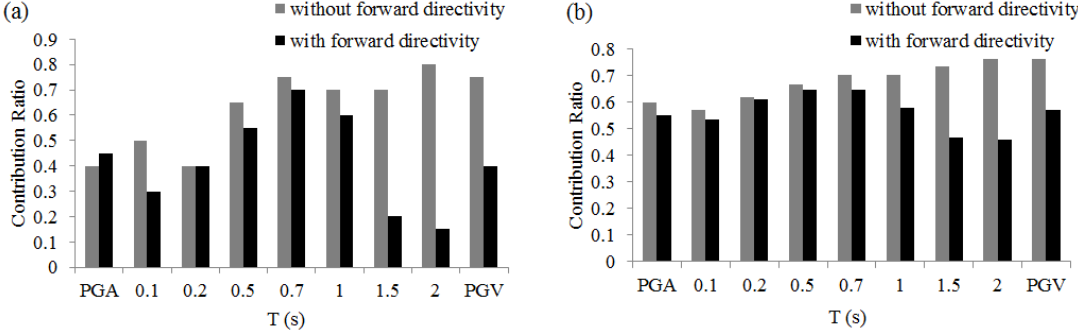 (a)
without forward directivity
with forward directivity
0.9
0.8
0.7
0.6
0.5
0.4
0.3
0.2
0.1
0
Contribution Ratio
PGA 0.1 0.2 0.5 0.7 1 1.5 2 PGV
T (s)
(b)
without forward directivity
with forward directivity
0.8
0.7
0.6
0.5
0.4
0.3
0.2
0.1
0
Contribution Ratio
PGA 0.1 0.2 0.5 0.7 1 1.5 2 PGV
T (s)